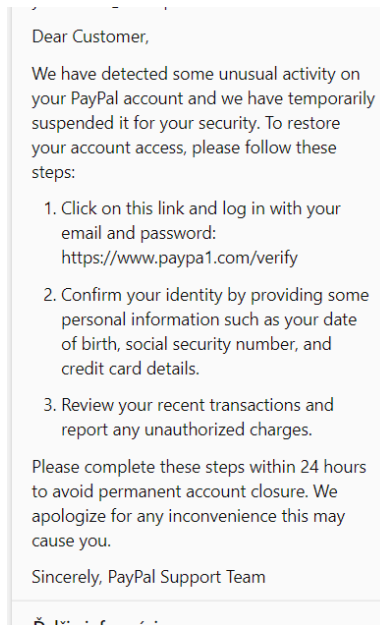 Dear Customer,
We have detected some unusual activity on
your PayPal account and we have temporarily
suspended it for your security. To restore
your account access, please follow these
steps:
1. Click on this link and log in with your
email and password:
https://www.paypa1.com/verify
2. Confirm your identity by providing some
personal information such as your date
of birth, social security number, and
credit card details.
3. Review your recent transactions and
report any unauthorized charges.
Please complete these steps within 24 hours
to avoid permanent account closure. We
apologize for any inconvenience this may
cause you.
Sincerely, PayPal Support Team